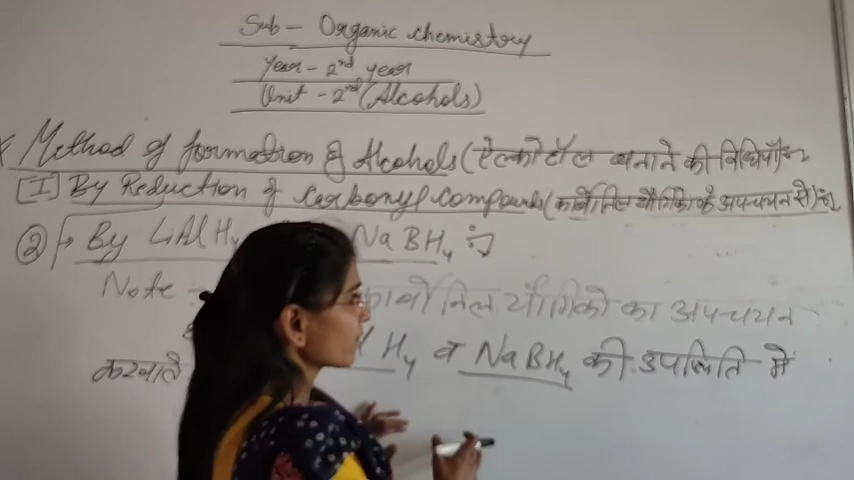 Sub - Organic chemistry
Year - 2nd year
Unit - 2nd (Alcohols)
* Method of formation of Alcohols (ऐल्कोहॉल बनाने की विधियाँ):-
[I] By Reduction of Carbonyl Compounds (कार्बोनिल यौगिकों के अपचयन से):-
② → By LiAlH4 NaBH4 :-
Note - कार्बोनिल यौगिकों का अपचयन
H4 व NaBH4 की उपस्थिति में
करवाते